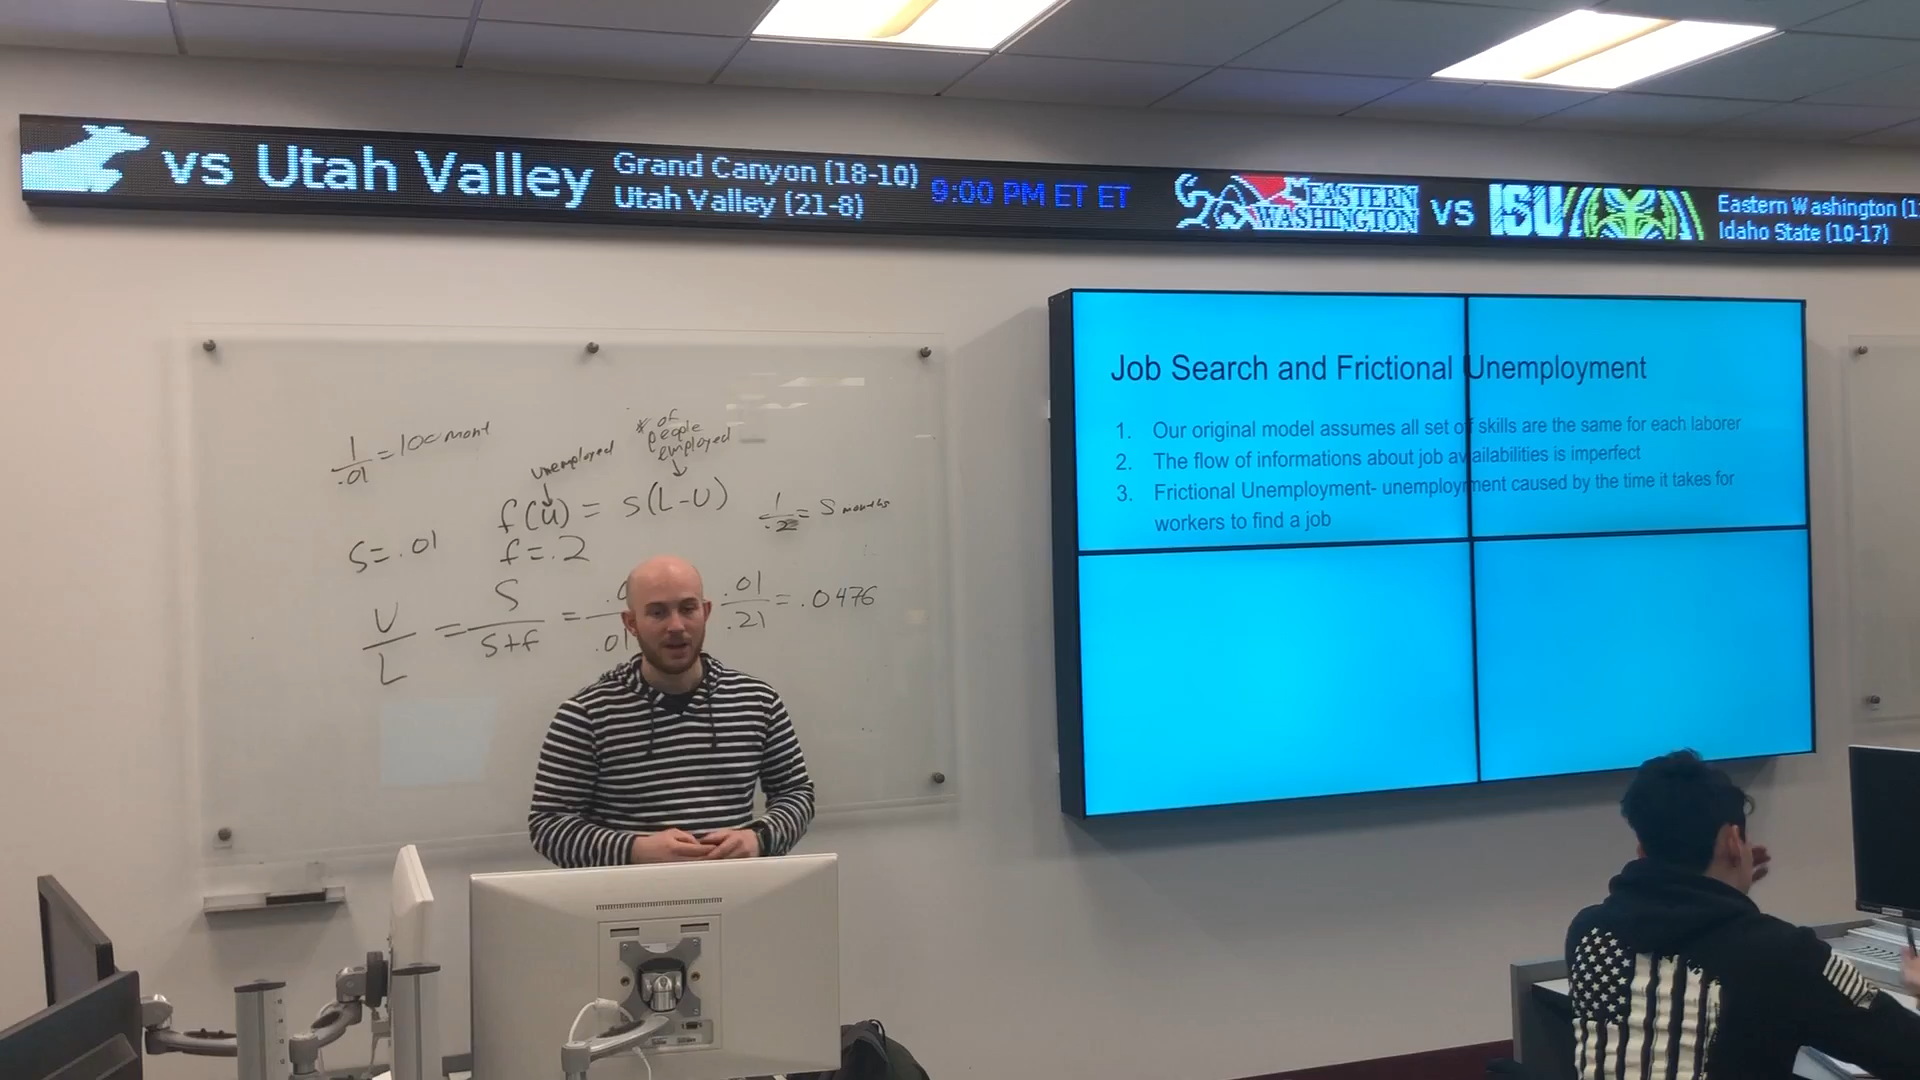 vs Utah Valley
Grand Canyon (18-10)
Utah Valley (21-8)
9:00 PM ET ET
EASTERN
WASHINGTON
vs
ISU
Eastern Washington (1
Idaho State (10-17)
1/.01 = 100 mont
unemployed
# of
people
employed
f(u) = s(L-U)
1/.2 = 5 months
S=.01
f=.2
U/L = S/S+f = .0 .01 .01/.21 = .0476
Job Search and Frictional Unemployment
1. Our original model assumes all set of skills are the same for each laborer
2. The flow of informations about job availabilities is imperfect
3. Frictional Unemployment- unemployment caused by the time it takes for
workers to find a job